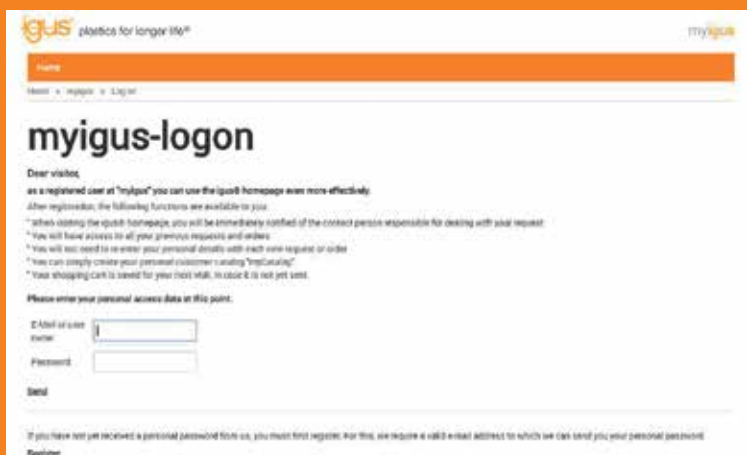 igus® plastics for longer life®
myigus
Home
Home » myigus » Log on
myigus-logon
Dear visitor,
as a registered user at "myigus" you can use the igus® homepage even more effectively.
After registration, the following functions are available to you:
* When visiting the igus® homepage, you will be immediately notified of the contact person responsible for dealing with your request
* You will have access to all your previous requests and orders
* You will not need to re-enter your personal details with each new request or order
* You can simply create your personal customer catalog "myCatalog"
* Your shopping cart is saved for your next visit, in case it is not yet sent.
Please enter your personal access data at this point.
E-Mail or user
name
Password
Send
If you have not yet received a personal password from us, you must first register. For this, we require a valid e-mail address to which we can send you your personal password.
Register